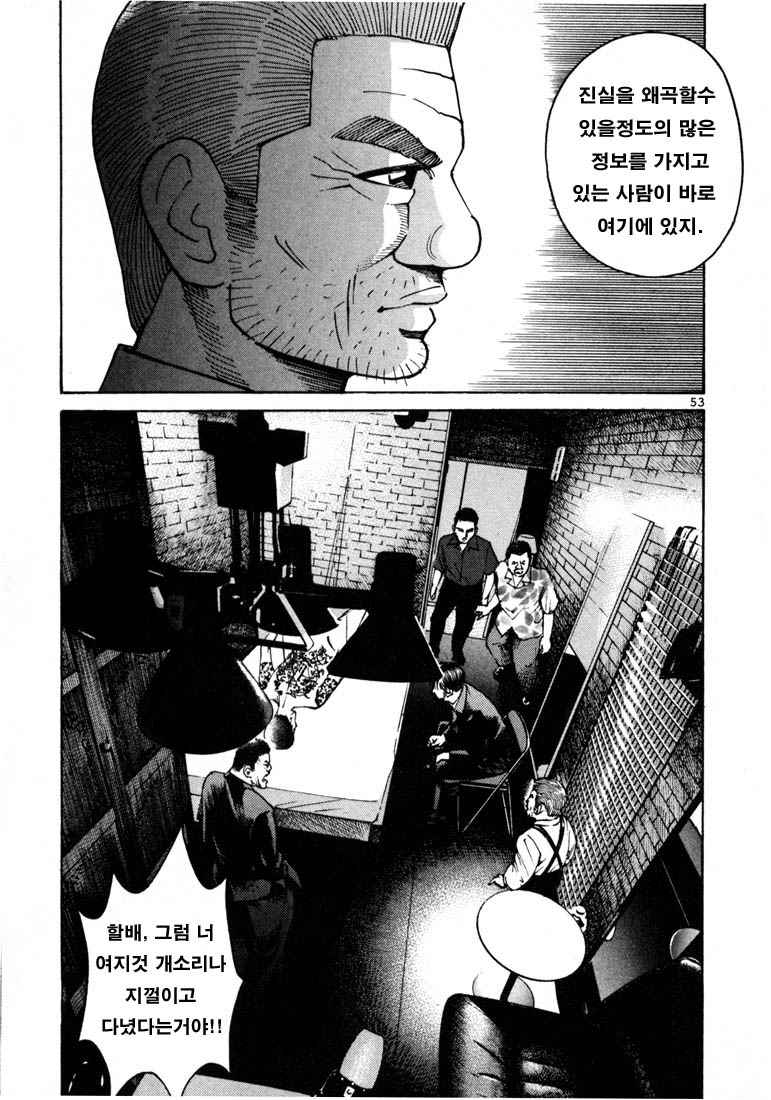 진실을 왜곡할수
있을정도의 많은
정보를 가지고
있는 사람이 바로
여기에 있지.
53
할배, 그럼 너
여지것 개소리나
지껄이고
다녔다는거야!!